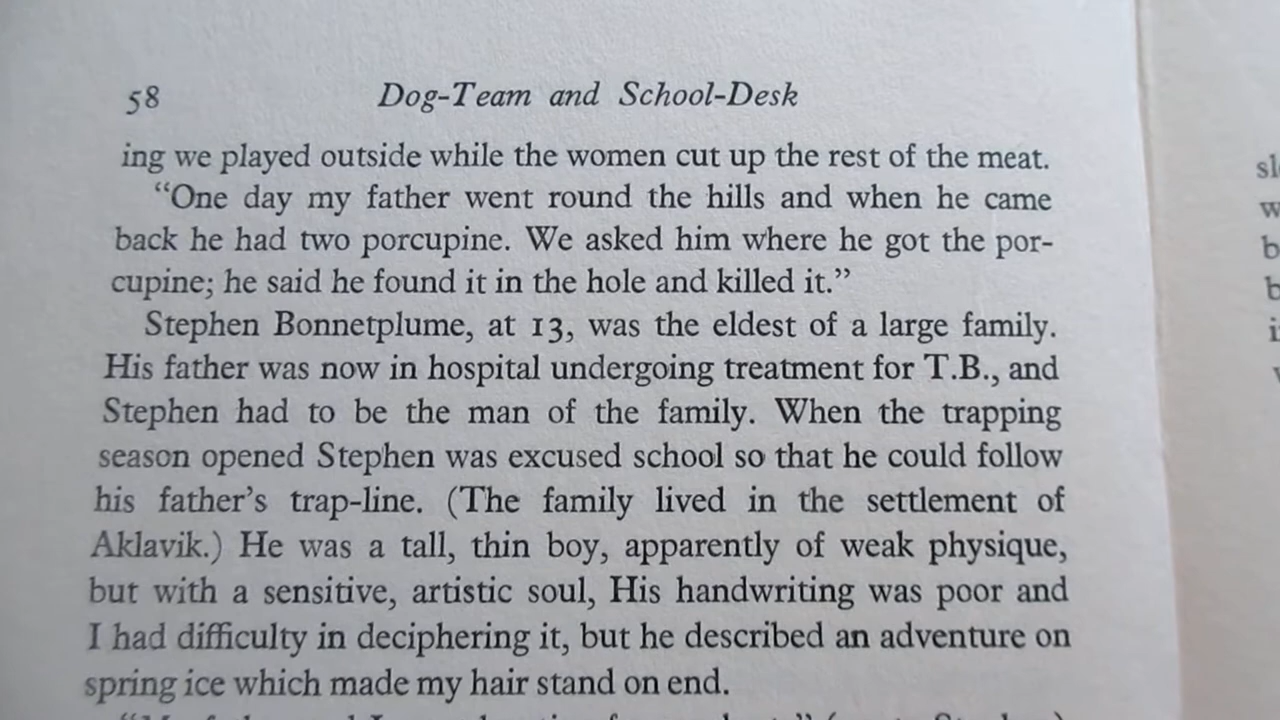 58 Dog-Team and School-Desk
ing we played outside while the women cut up the rest of the meat.
“One day my father went round the hills and when he came
back he had two porcupine. We asked him where he got the por-
cupine; he said he found it in the hole and killed it.”
Stephen Bonnetplume, at 13, was the eldest of a large family.
His father was now in hospital undergoing treatment for T.B., and
Stephen had to be the man of the family. When the trapping
season opened Stephen was excused school so that he could follow
his father’s trap-line. (The family lived in the settlement of
Aklavik.) He was a tall, thin boy, apparently of weak physique,
but with a sensitive, artistic soul, His handwriting was poor and
I had difficulty in deciphering it, but he described an adventure on
spring ice which made my hair stand on end.